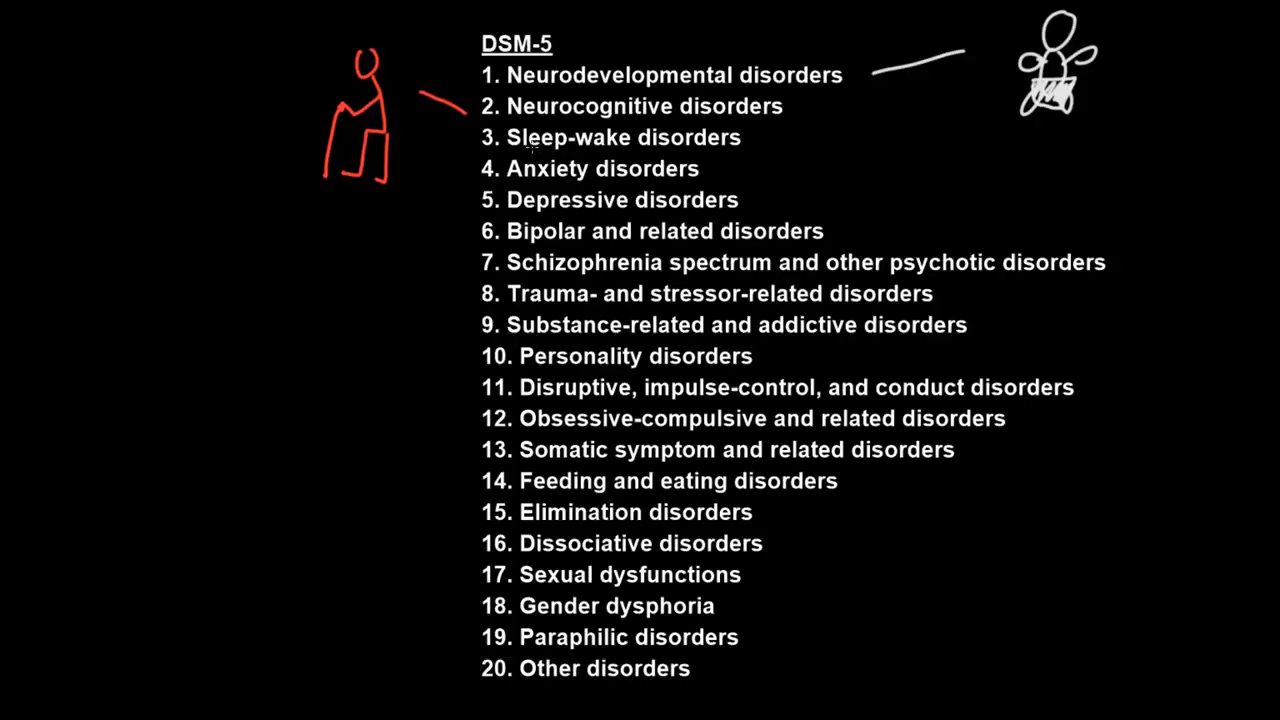 DSM-5
1. Neurodevelopmental disorders
2. Neurocognitive disorders
3. Sleep-wake disorders
4. Anxiety disorders
5. Depressive disorders
6. Bipolar and related disorders
7. Schizophrenia spectrum and other psychotic disorders
8. Trauma- and stressor-related disorders
9. Substance-related and addictive disorders
10. Personality disorders
11. Disruptive, impulse-control, and conduct disorders
12. Obsessive-compulsive and related disorders
13. Somatic symptom and related disorders
14. Feeding and eating disorders
15. Elimination disorders
16. Dissociative disorders
17. Sexual dysfunctions
18. Gender dysphoria
19. Paraphilic disorders
20. Other disorders